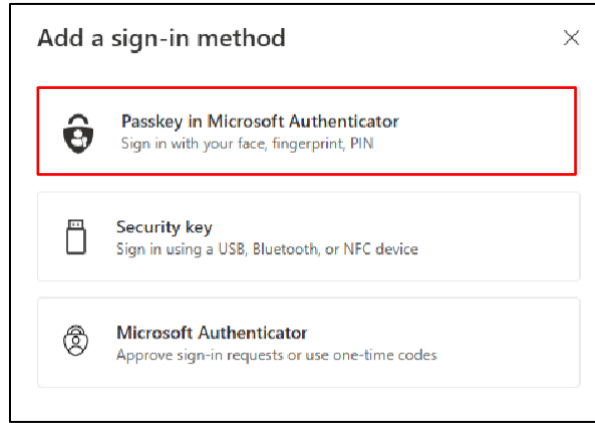 Add a sign-in method
Passkey in Microsoft Authenticator
Sign in with your face, fingerprint, PIN
Security key
Sign in using a USB, Bluetooth, or NFC device
Microsoft Authenticator
Approve sign-in requests or use one-time codes